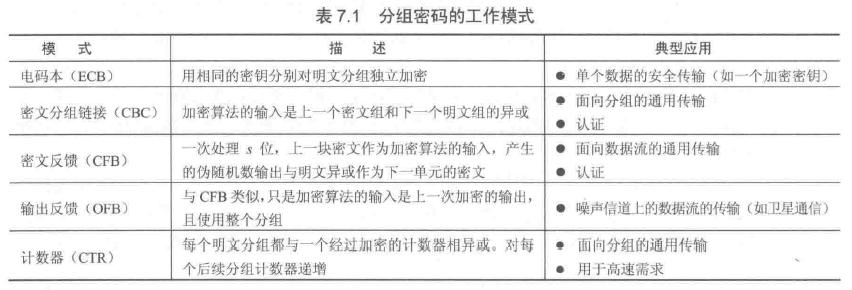 表 7.1 分组密码的工作模式
模 式 描 述 典型应用
电码本（ECB） 用相同的密钥分别对明文分组独立加密 ● 单个数据的安全传输（如一个加密密钥）
密文分组链接（CBC） 加密算法的输入是上一个密文组和下一个明文组的异或 ● 面向分组的通用传输
● 认证
密文反馈（CFB） 一次处理 s 位，上一块密文作为加密算法的输入，产生
的伪随机数输出与明文异或作为下一单元的密文
● 面向数据流的通用传输
● 认证
输出反馈（OFB） 与 CFB 类似，只是加密算法的输入是上一次加密的输出，
且使用整个分组
● 噪声信道上的数据流的传输（如卫星通信）
计数器（CTR） 每个明文分组都与一个经过加密的计数器相异或。对每
个后续分组计数器递增
● 面向分组的通用传输
● 用于高速需求